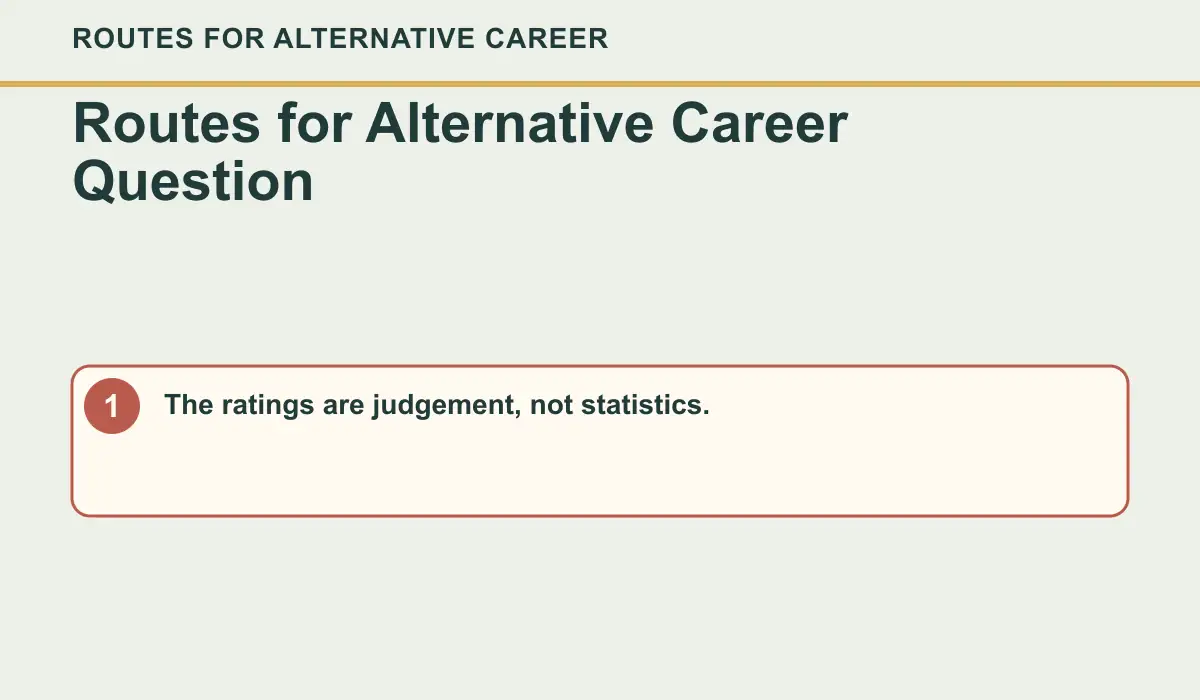 ROUTES FOR ALTERNATIVE CAREER
Routes for Alternative Career
Question
1
The ratings are judgement, not statistics.